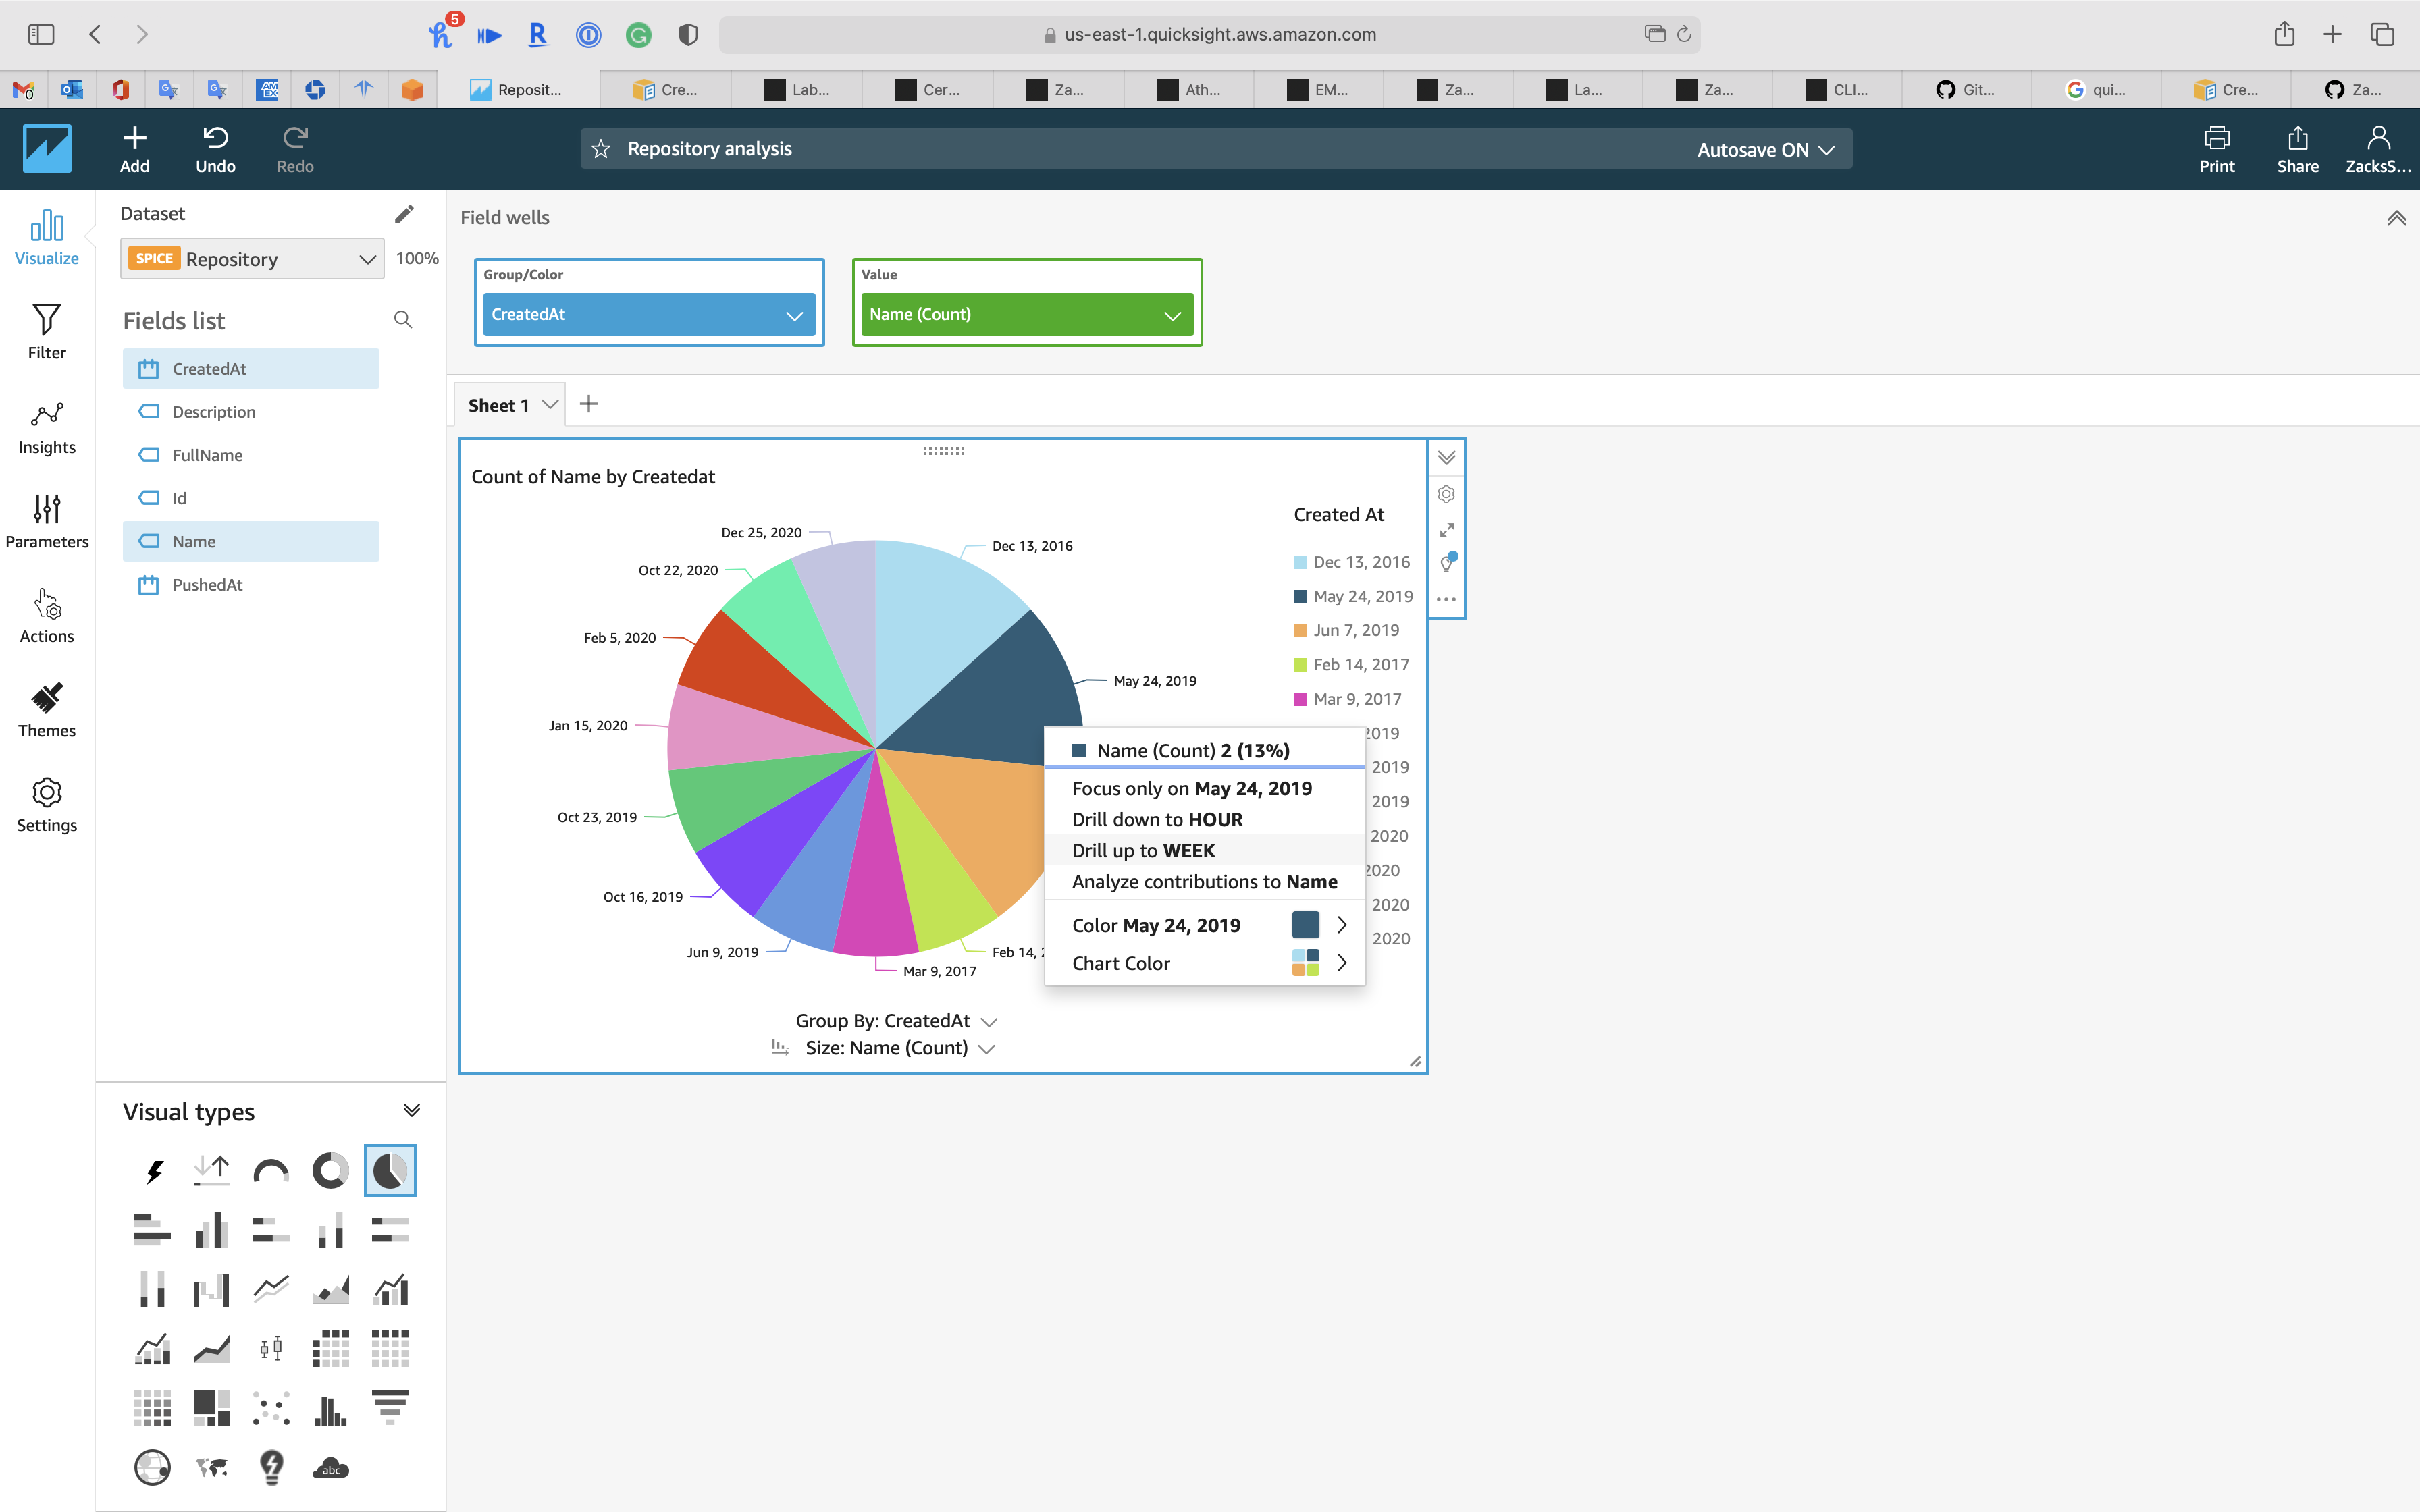 5
us-east-1.quicksight.aws.amazon.com
0
AM
EX
Reposit...
Cre...
Lab...
Cer...
Za...
Ath...
EM...
Za...
La...
Za...
CLI...
Git...
qui...
Cre...
Za...
Add
Undo
Redo
Repository analysis
Autosave ON
Print
Share
ZacksS...
Visualize
Filter
Insights
Parameters
Actions
Themes
Settings
Dataset
SPICE Repository
100%
Fields list
CreatedAt
Description
FullName
Id
Name
PushedAt
Field wells
Group/Color
CreatedAt
Value
Name (Count)
Sheet 1
Count of Name by Createdat
Dec 25, 2020
Dec 13, 2016
Oct 22, 2020
Feb 5, 2020
May 24, 2019
Jan 15, 2020
Oct 23, 2019
Oct 16, 2019
Jun 9, 2019
Mar 9, 2017
Feb 14, 2
Created At
Dec 13, 2016
May 24, 2019
Jun 7, 2019
Feb 14, 2017
Mar 9, 2017
2019
2019
2019
2020
2020
2020
2020
Name (Count) 2 (13%)
Focus only on May 24, 2019
Drill down to HOUR
Drill up to WEEK
Analyze contributions to Name
Color May 24, 2019
Chart Color
Group By: CreatedAt
Size: Name (Count)
Visual types
abc